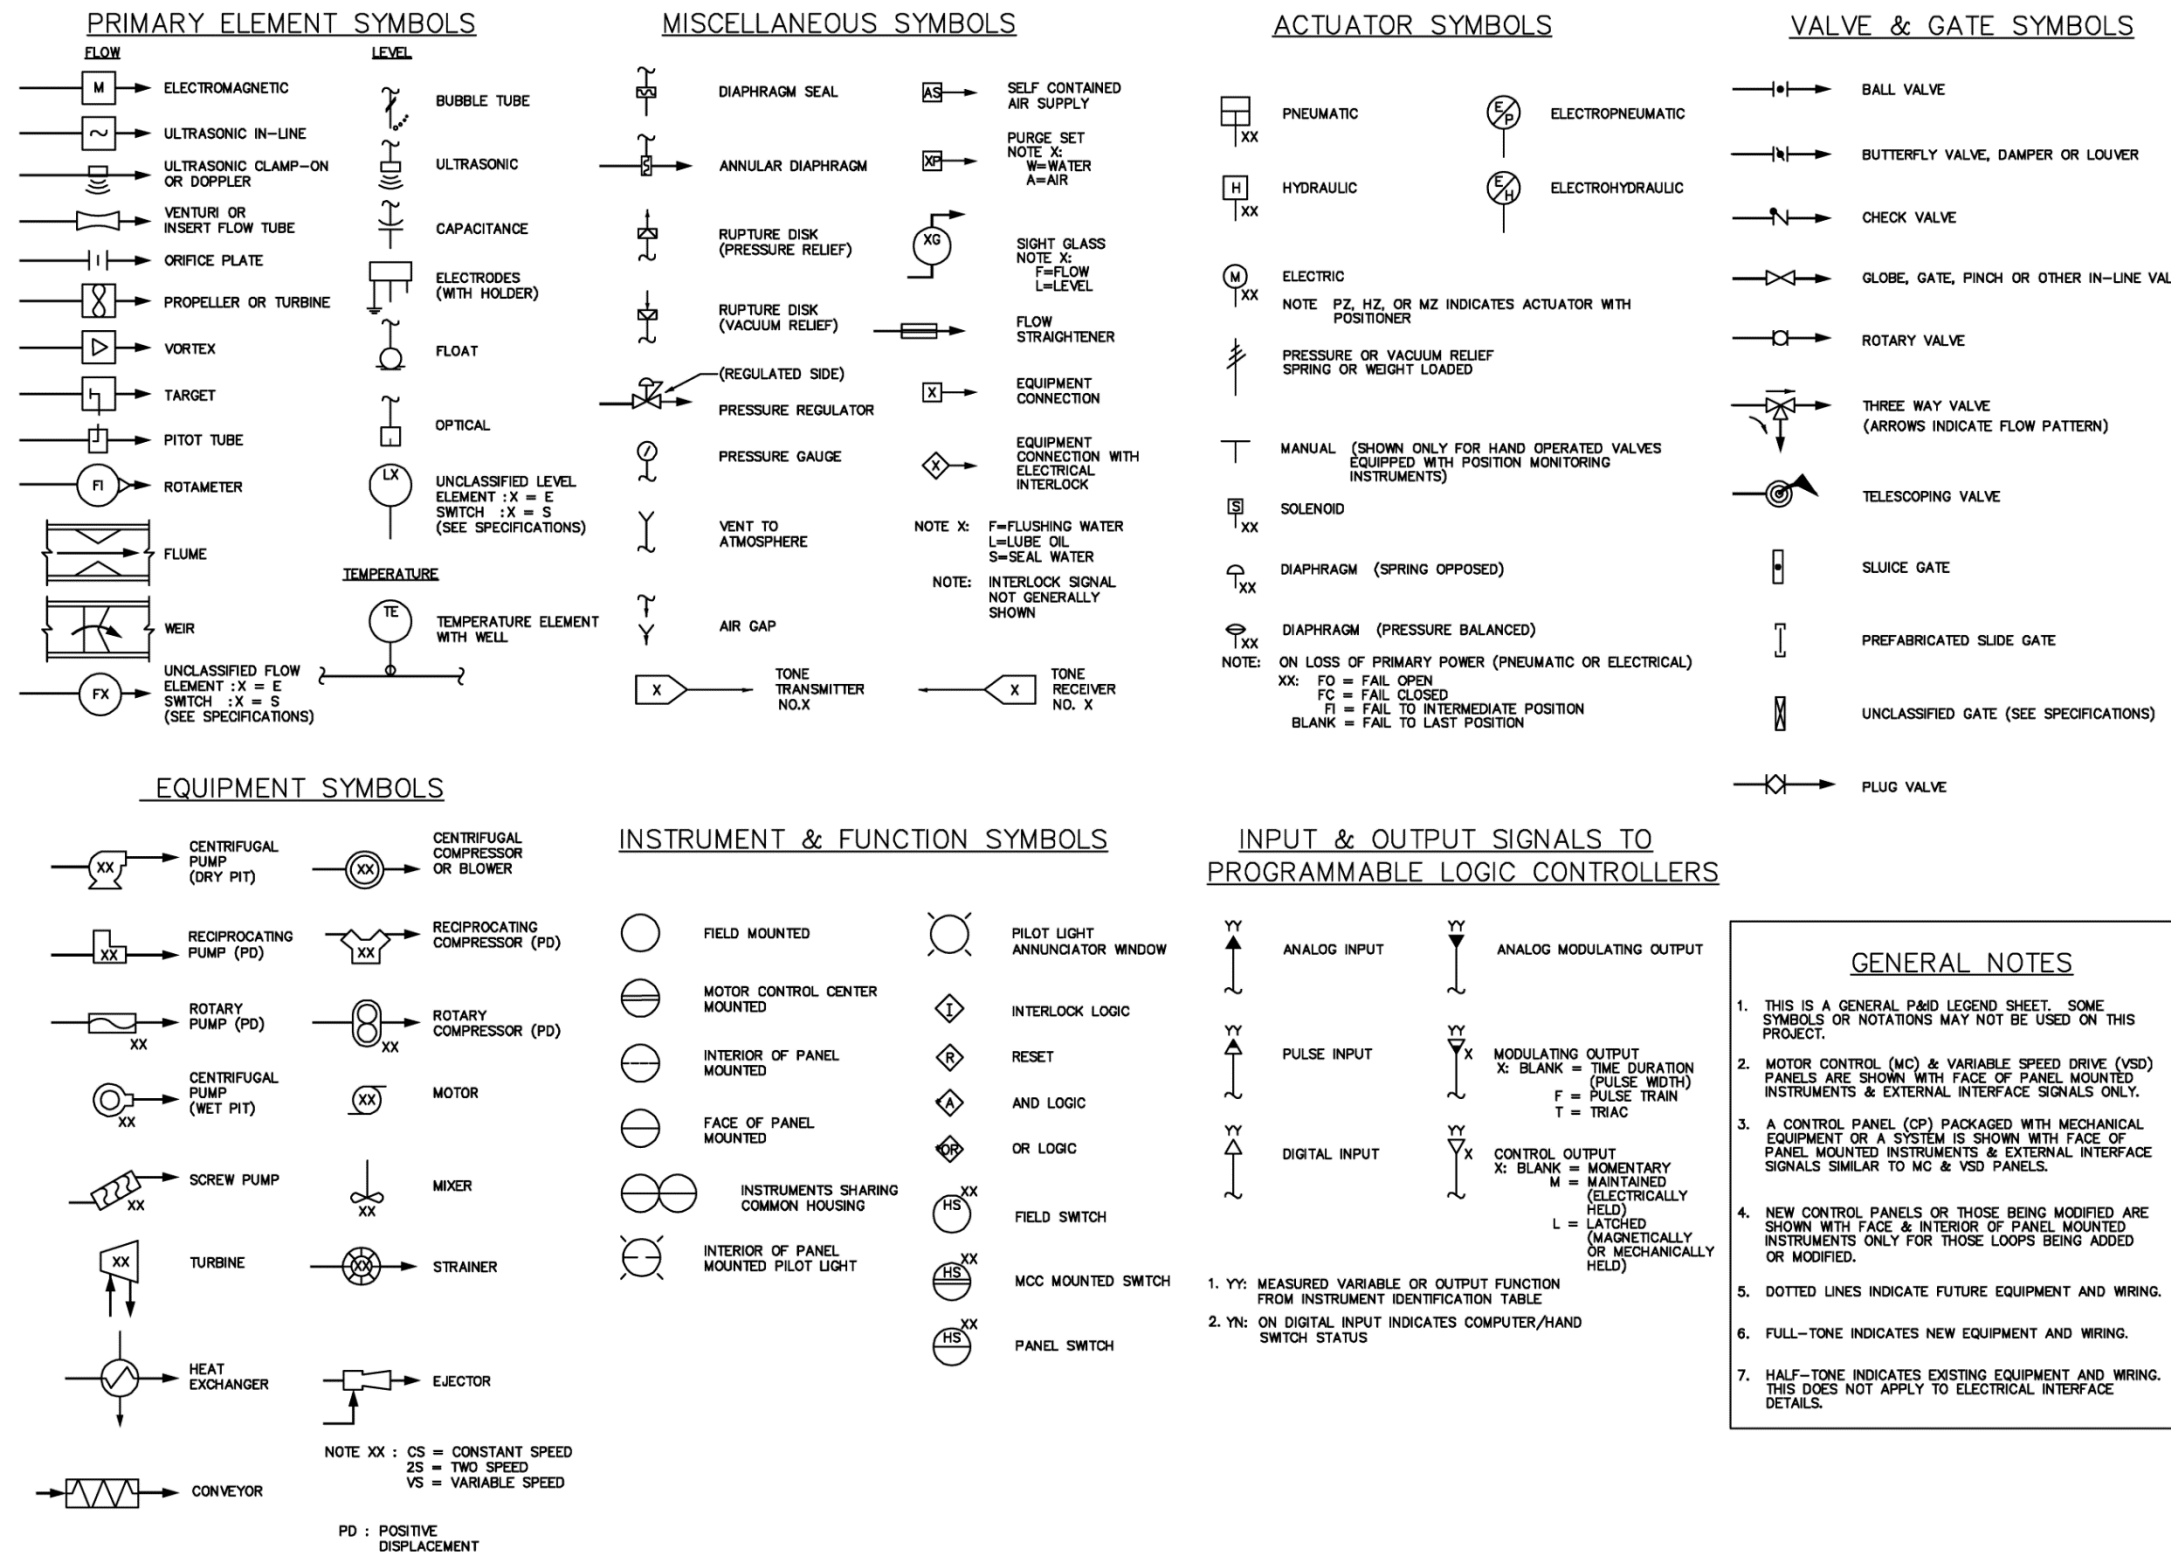 PRIMARY ELEMENT SYMBOLS
FLOW
M
ELECTROMAGNETIC
ULTRASONIC IN-LINE
ULTRASONIC CLAMP-ON
OR DOPPLER
VENTURI OR
INSERT FLOW TUBE
ORIFICE PLATE
PROPELLER OR TURBINE
VORTEX
TARGET
PITOT TUBE
FI
ROTAMETER
FLUME
WEIR
FX
UNCLASSIFIED FLOW
ELEMENT :X = E
SWITCH :X = S
(SEE SPECIFICATIONS)
LEVEL
BUBBLE TUBE
ULTRASONIC
CAPACITANCE
ELECTRODES
(WITH HOLDER)
FLOAT
OPTICAL
LX
UNCLASSIFIED LEVEL
ELEMENT :X = E
SWITCH :X = S
(SEE SPECIFICATIONS)
TEMPERATURE
TE
TEMPERATURE ELEMENT
WITH WELL
MISCELLANEOUS SYMBOLS
DIAPHRAGM SEAL
ANNULAR DIAPHRAGM
RUPTURE DISK
(PRESSURE RELIEF)
RUPTURE DISK
(VACUUM RELIEF)
(REGULATED SIDE)
PRESSURE REGULATOR
PRESSURE GAUGE
VENT TO
ATMOSPHERE
AIR GAP
X
TONE
TRANSMITTER
NO.X
AS
SELF CONTAINED
AIR SUPPLY
XP
PURGE SET
NOTE X:
W=WATER
A=AIR
XG
SIGHT GLASS
NOTE X:
F=FLOW
L=LEVEL
FLOW
STRAIGHTENER
X
EQUIPMENT
CONNECTION
X
EQUIPMENT
CONNECTION WITH
ELECTRICAL
INTERLOCK
NOTE X: F=FLUSHING WATER
L=LUBE OIL
S=SEAL WATER
NOTE: INTERLOCK SIGNAL
NOT GENERALLY
SHOWN
X
TONE
RECEIVER
NO. X
ACTUATOR SYMBOLS
XX
PNEUMATIC
E/P
ELECTROPNEUMATIC
H
XX
HYDRAULIC
E/H
ELECTROHYDRAULIC
M
XX
ELECTRIC
NOTE PZ, HZ, OR MZ INDICATES ACTUATOR WITH
POSITIONER
PRESSURE OR VACUUM RELIEF
SPRING OR WEIGHT LOADED
MANUAL (SHOWN ONLY FOR HAND OPERATED VALVES
EQUIPPED WITH POSITION MONITORING
INSTRUMENTS)
S
XX
SOLENOID
XX
DIAPHRAGM (SPRING OPPOSED)
XX
DIAPHRAGM (PRESSURE BALANCED)
NOTE: ON LOSS OF PRIMARY POWER (PNEUMATIC OR ELECTRICAL)
XX: FO = FAIL OPEN
FC = FAIL CLOSED
FI = FAIL TO INTERMEDIATE POSITION
BLANK = FAIL TO LAST POSITION
VALVE & GATE SYMBOLS
BALL VALVE
BUTTERFLY VALVE, DAMPER OR LOUVER
CHECK VALVE
GLOBE, GATE, PINCH OR OTHER IN-LINE VAL
ROTARY VALVE
THREE WAY VALVE
(ARROWS INDICATE FLOW PATTERN)
TELESCOPING VALVE
SLUICE GATE
PREFABRICATED SLIDE GATE
UNCLASSIFIED GATE (SEE SPECIFICATIONS)
PLUG VALVE
EQUIPMENT SYMBOLS
XX
CENTRIFUGAL
PUMP
(DRY PIT)
XX
RECIPROCATING
PUMP (PD)
XX
ROTARY
PUMP (PD)
XX
CENTRIFUGAL
PUMP
(WET PIT)
XX
SCREW PUMP
XX
TURBINE
HEAT
EXCHANGER
CONVEYOR
XX
CENTRIFUGAL
COMPRESSOR
OR BLOWER
XX
RECIPROCATING
COMPRESSOR (PD)
XX
ROTARY
COMPRESSOR (PD)
XX
MOTOR
XX
MIXER
XX
STRAINER
EJECTOR
NOTE XX : CS = CONSTANT SPEED
2S = TWO SPEED
VS = VARIABLE SPEED
PD : POSITIVE
DISPLACEMENT
INSTRUMENT & FUNCTION SYMBOLS
FIELD MOUNTED
MOTOR CONTROL CENTER
MOUNTED
INTERIOR OF PANEL
MOUNTED
FACE OF PANEL
MOUNTED
INSTRUMENTS SHARING
COMMON HOUSING
INTERIOR OF PANEL
MOUNTED PILOT LIGHT
PILOT LIGHT
ANNUNCIATOR WINDOW
I
INTERLOCK LOGIC
R
RESET
A
AND LOGIC
OR
OR LOGIC
HS
XX
FIELD SWITCH
HS
XX
MCC MOUNTED SWITCH
HS
XX
PANEL SWITCH
INPUT & OUTPUT SIGNALS TO
PROGRAMMABLE LOGIC CONTROLLERS
YY
ANALOG INPUT
YY
ANALOG MODULATING OUTPUT
YY
PULSE INPUT
YY
X
MODULATING OUTPUT
X: BLANK = TIME DURATION
(PULSE WIDTH)
F = PULSE TRAIN
T = TRIAC
YY
DIGITAL INPUT
YY
X
CONTROL OUTPUT
X: BLANK = MOMENTARY
M = MAINTAINED
(ELECTRICALLY
HELD)
L = LATCHED
(MAGNETICALLY
OR MECHANICALLY
HELD)
1. YY: MEASURED VARIABLE OR OUTPUT FUNCTION
FROM INSTRUMENT IDENTIFICATION TABLE
2. YN: ON DIGITAL INPUT INDICATES COMPUTER/HAND
SWITCH STATUS
GENERAL NOTES
1. THIS IS A GENERAL P&ID LEGEND SHEET. SOME
SYMBOLS OR NOTATIONS MAY NOT BE USED ON THIS
PROJECT.
2. MOTOR CONTROL (MC) & VARIABLE SPEED DRIVE (VSD)
PANELS ARE SHOWN WITH FACE OF PANEL MOUNTED
INSTRUMENTS & EXTERNAL INTERFACE SIGNALS ONLY.
3. A CONTROL PANEL (CP) PACKAGED WITH MECHANICAL
EQUIPMENT OR A SYSTEM IS SHOWN WITH FACE OF
PANEL MOUNTED INSTRUMENTS & EXTERNAL INTERFACE
SIGNALS SIMILAR TO MC & VSD PANELS.
4. NEW CONTROL PANELS OR THOSE BEING MODIFIED ARE
SHOWN WITH FACE & INTERIOR OF PANEL MOUNTED
INSTRUMENTS ONLY FOR THOSE LOOPS BEING ADDED
OR MODIFIED.
5. DOTTED LINES INDICATE FUTURE EQUIPMENT AND WIRING.
6. FULL-TONE INDICATES NEW EQUIPMENT AND WIRING.
7. HALF-TONE INDICATES EXISTING EQUIPMENT AND WIRING.
THIS DOES NOT APPLY TO ELECTRICAL INTERFACE
DETAILS.